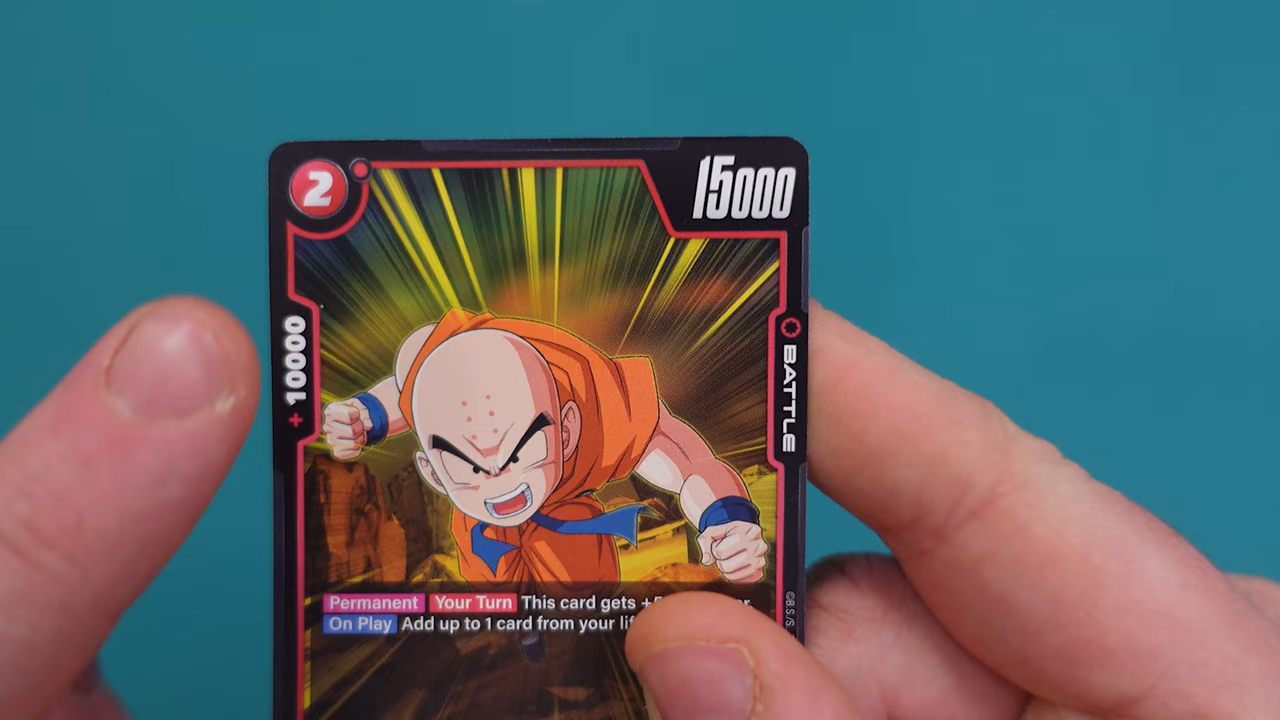 2
15000
+ 10000
BATTLE
Permanent Your Turn This card gets
On Play Add up to 1 card from your
©B.S./S.